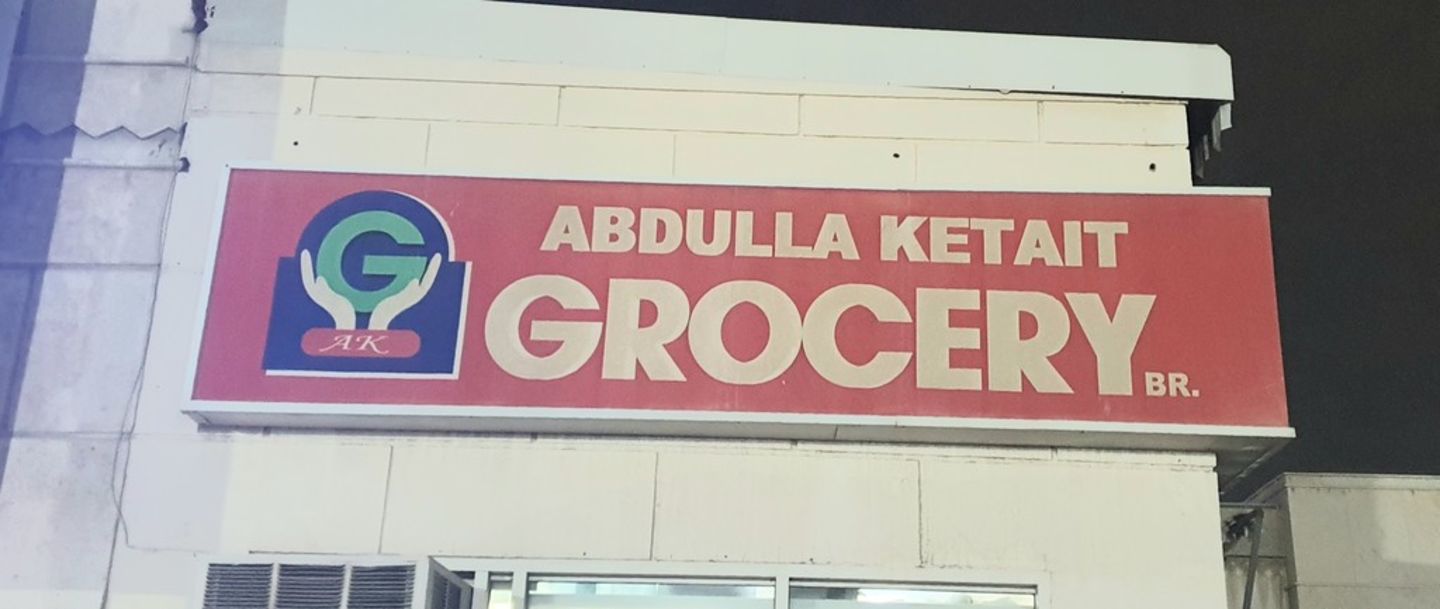 G
AK
ABDULLA KETAIT
GROCERY BR.